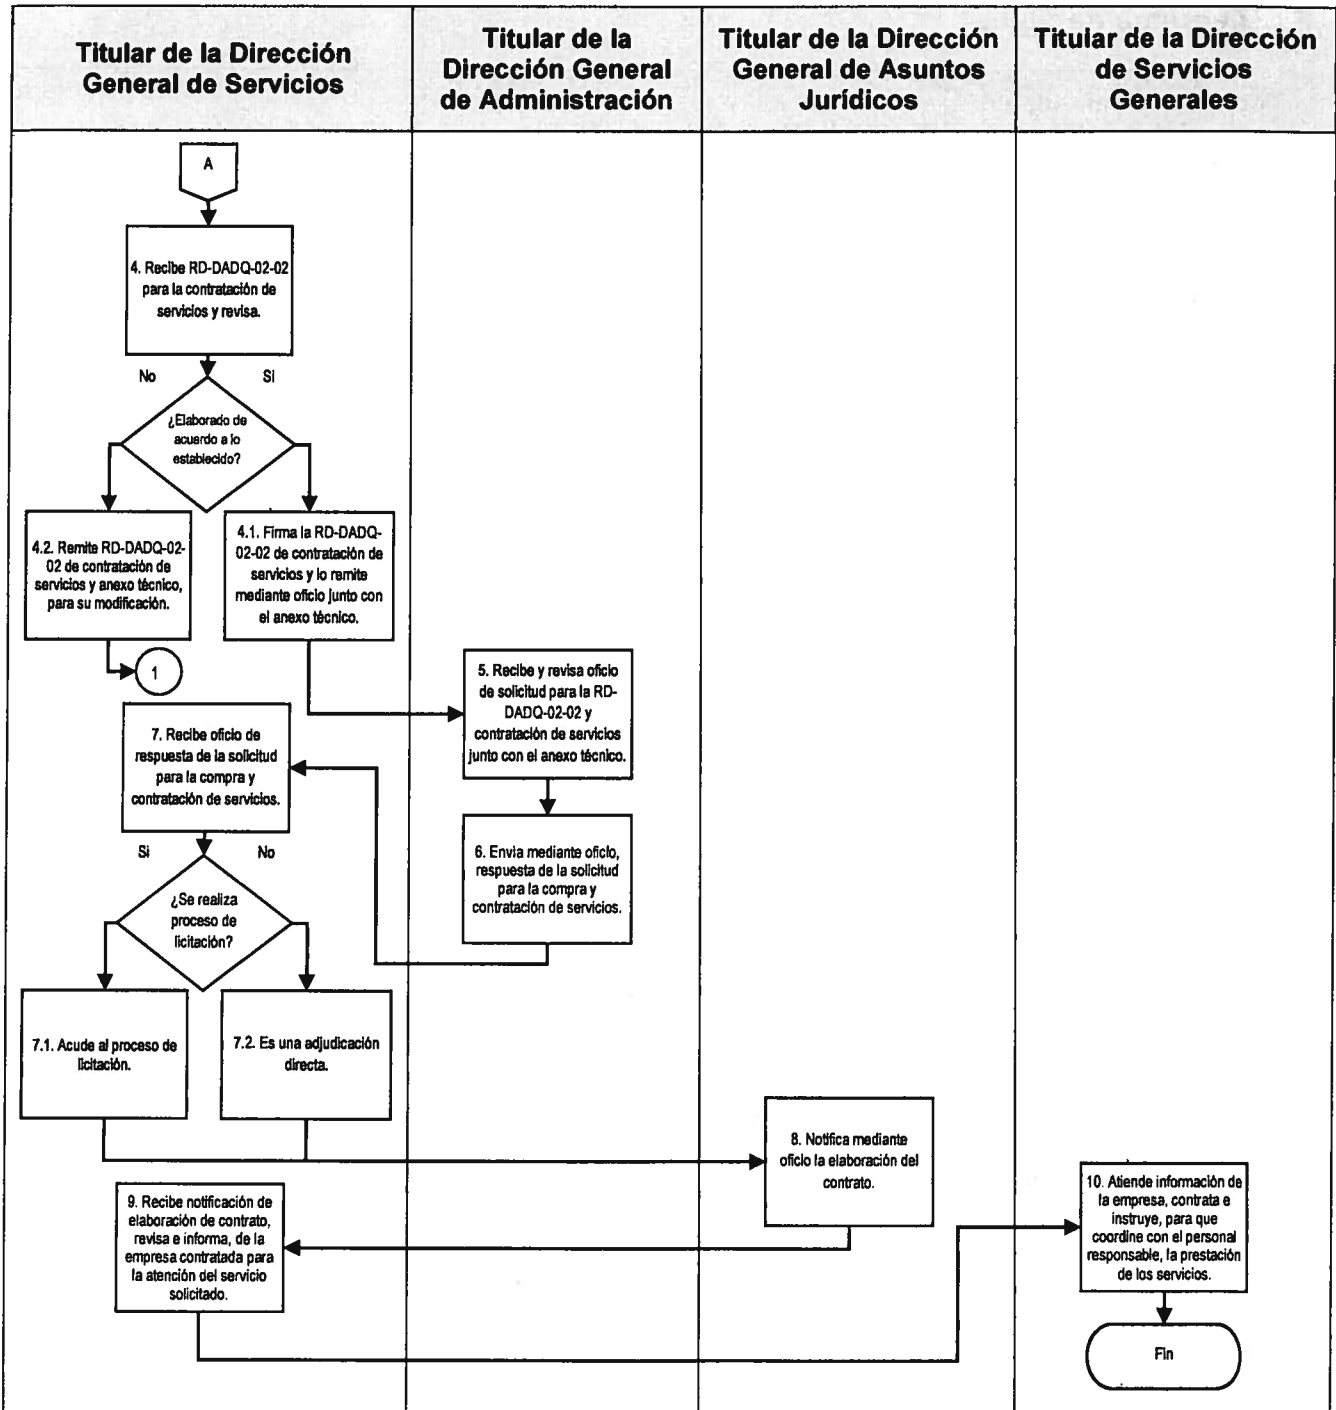 Titular de la Dirección
General de Servicios
Titular de la
Dirección General
de Administración
Titular de la Dirección
General de Asuntos
Jurídicos
Titular de la Dirección
de Servicios
Generales
A
4. Recibe RD-DADQ-02-02
para la contratación de
servicios y revisa.
No
Si
¿Elaborado de
acuerdo a lo
establecido?
4.2. Remite RD-DADQ-02-
02 de contratación de
servicios y anexo técnico,
para su modificación.
4.1. Firma la RD-DADQ-
02-02 de contratación de
servicios y lo remite
mediante oficio junto con
el anexo técnico.
1
5. Recibe y revisa oficio
de solicitud para la RD-
DADQ-02-02 y
contratación de servicios
junto con el anexo técnico.
7. Recibe oficio de
respuesta de la solicitud
para la compra y
contratación de servicios.
6. Envia mediante oficio,
respuesta de la solicitud
para la compra y
contratación de servicios.
Si
No
¿Se realiza
proceso de
licitación?
7.1. Acude al proceso de
licitación.
7.2. Es una adjudicación
directa.
8. Notifica mediante
oficio la elaboración del
contrato.
9. Recibe notificación de
elaboración de contrato,
revisa e informa, de la
empresa contratada para
la atención del servicio
solicitado.
10. Atiende información de
la empresa, contrata e
instruye, para que
coordine con el personal
responsable, la prestación
de los servicios.
Fin